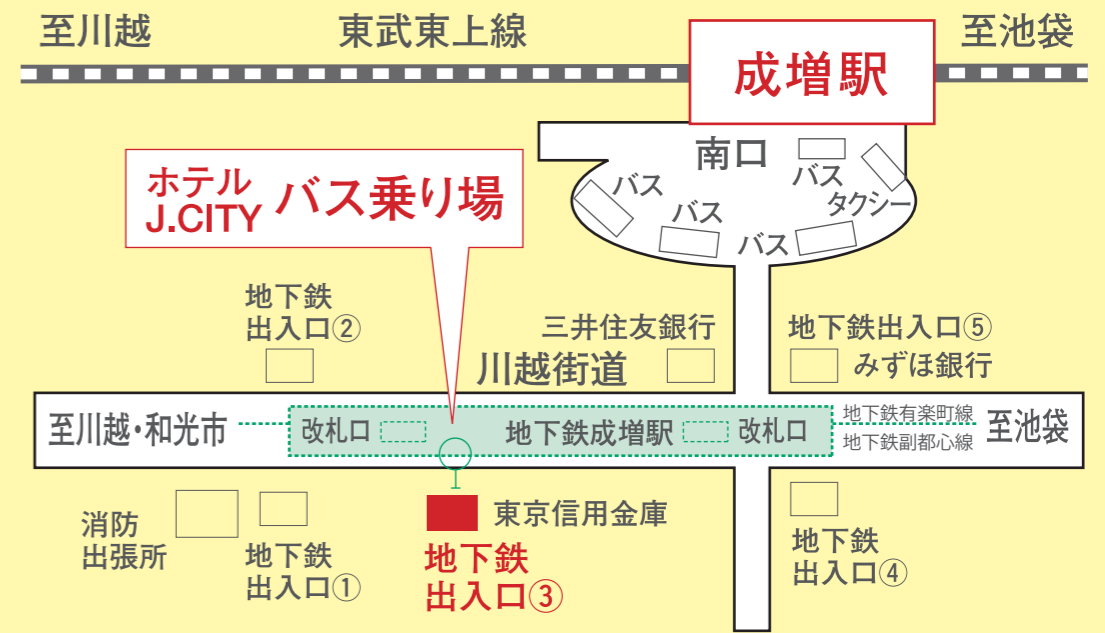 至川越
東武東上線
至池袋
成増駅
南口
バス
タクシー
バス
バス
バス
ホテル
J.CITY
バス乗り場
地下鉄
出入口②
三井住友銀行
川越街道
地下鉄出入口⑤
みずほ銀行
至川越・和光市
改札口
地下鉄成増駅
改札口
地下鉄有楽町線
地下鉄副都心線
至池袋
消防
出張所
地下鉄
出入口①
東京信用金庫
地下鉄
出入口③
地下鉄
出入口④